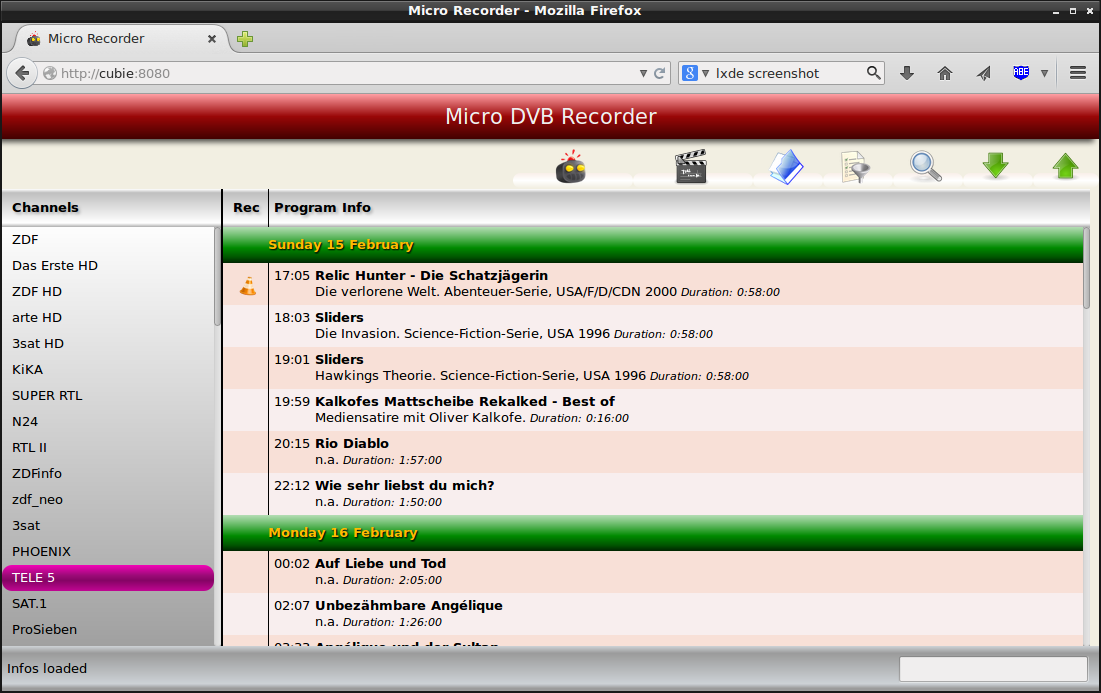 Micro Recorder - Mozilla Firefox
Micro Recorder
http://cubie:8080
lxde screenshot
ABE
Micro DVB Recorder
Channels
Rec
Program Info
ZDF
Das Erste HD
ZDF HD
arte HD
3sat HD
KiKA
SUPER RTL
N24
RTL II
ZDFinfo
zdf_neo
3sat
PHOENIX
TELE 5
SAT.1
ProSieben
Sunday 15 February
17:05 Relic Hunter - Die Schatzjägerin
Die verlorene Welt. Abenteuer-Serie, USA/F/D/CDN 2000 Duration: 0:58:00
18:03 Sliders
Die Invasion. Science-Fiction-Serie, USA 1996 Duration: 0:58:00
19:01 Sliders
Hawkings Theorie. Science-Fiction-Serie, USA 1996 Duration: 0:58:00
19:59 Kalkofes Mattscheibe Rekalked - Best of
Mediensatire mit Oliver Kalkofe. Duration: 0:16:00
20:15 Rio Diablo
n.a. Duration: 1:57:00
22:12 Wie sehr liebst du mich?
n.a. Duration: 1:50:00
Monday 16 February
00:02 Auf Liebe und Tod
n.a. Duration: 2:05:00
02:07 Unbezähmbare Angélique
n.a. Duration: 1:26:00
Angélique und der Sultan
Infos loaded